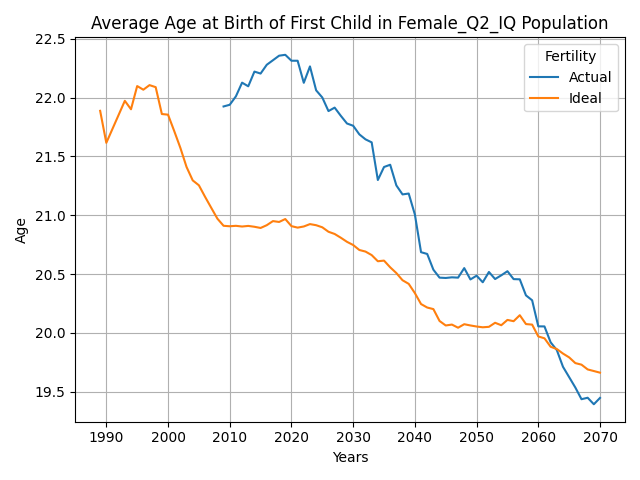 Average Age at Birth of First Child in Female_Q2_IQ Population
Fertility
Actual
Ideal
Age
22.5
22.0
21.5
21.0
20.5
20.0
19.5
1990 2000 2010 2020 2030 2040 2050 2060 2070
Years